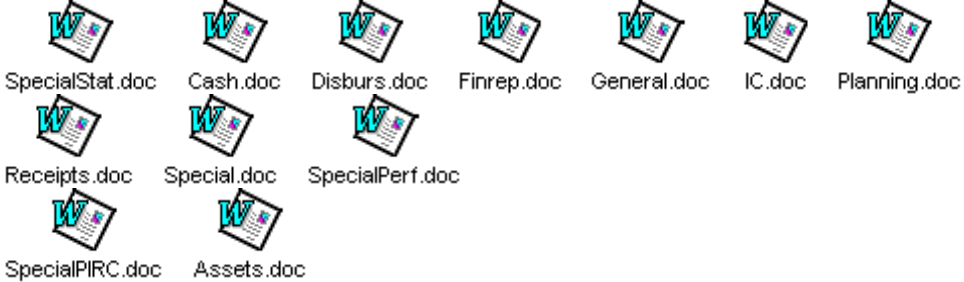 SpecialStat.doc Cash.doc Disburs.doc Finrep.doc General.doc IC.doc Planning.doc
Receipts.doc Special.doc SpecialPerf.doc
SpecialPIRC.doc Assets.doc